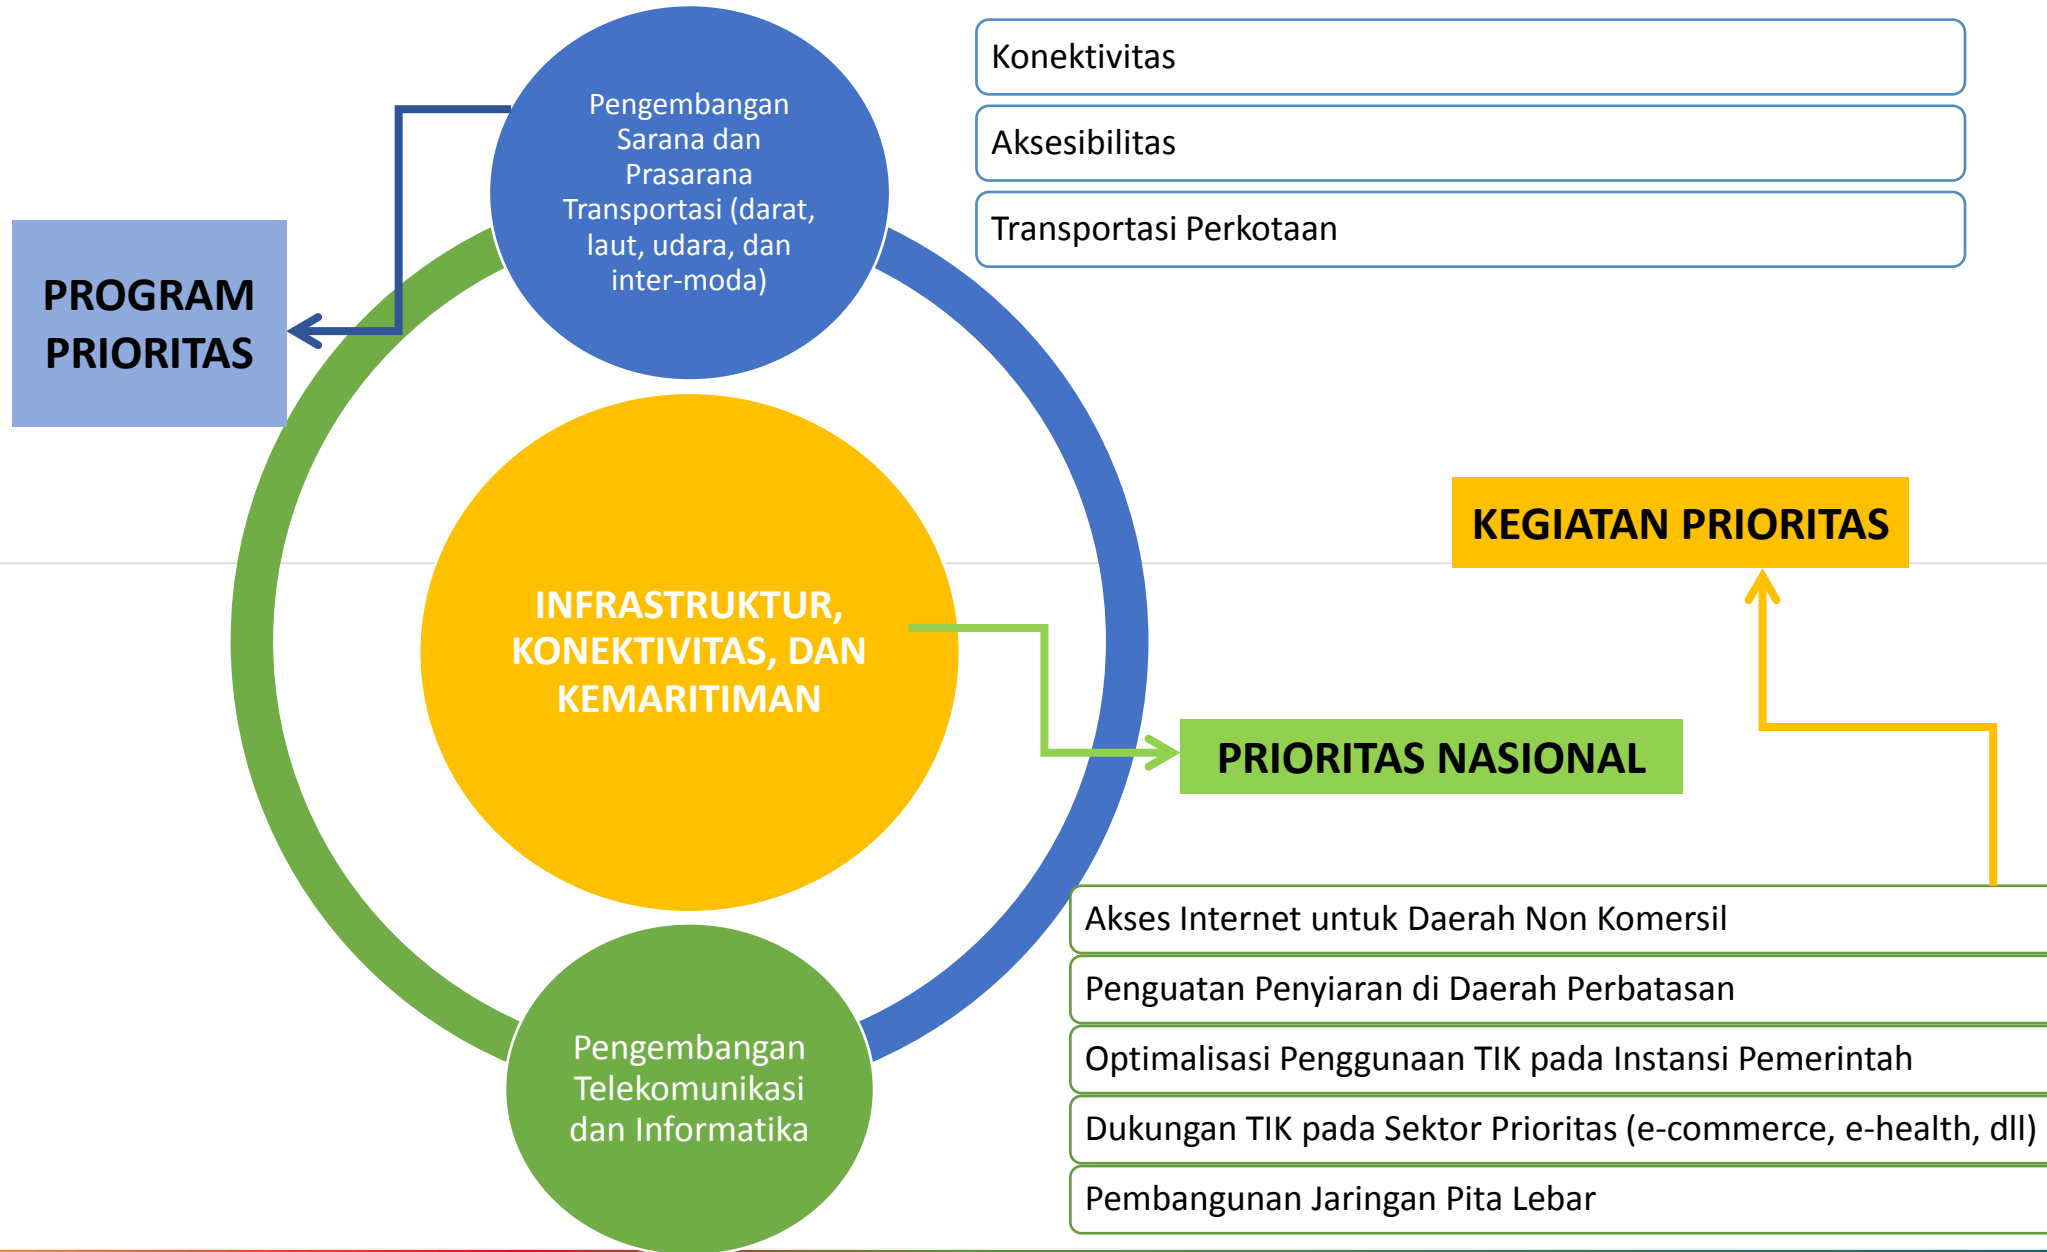 Pengembangan
Sarana dan
Prasarana
Transportasi (darat,
laut, udara, dan
inter-moda)
Konektivitas
Aksesibilitas
Transportasi Perkotaan
PROGRAM
PRIORITAS
KEGIATAN PRIORITAS
INFRASTRUKTUR,
KONEKTIVITAS, DAN
KEMARITIMAN
PRIORITAS NASIONAL
Pengembangan
Telekomunikasi
dan Informatika
Akses Internet untuk Daerah Non Komersil
Penguatan Penyiaran di Daerah Perbatasan
Optimalisasi Penggunaan TIK pada Instansi Pemerintah
Dukungan TIK pada Sektor Prioritas (e-commerce, e-health, dll)
Pembangunan Jaringan Pita Lebar